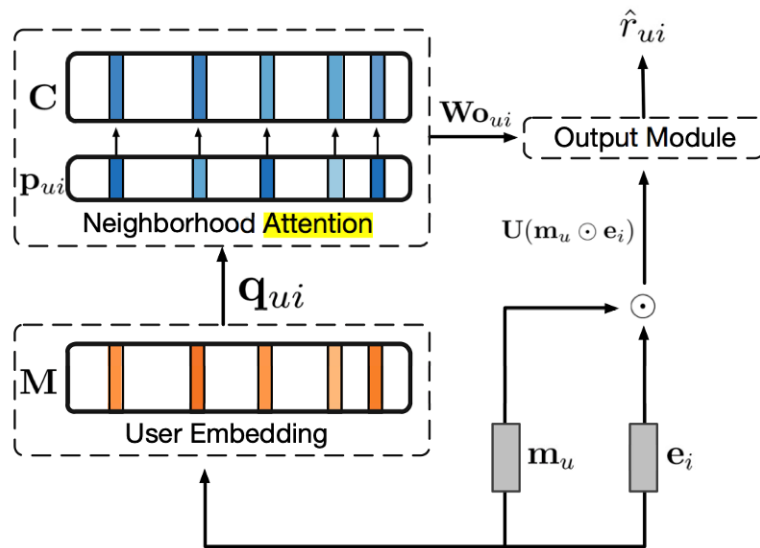 r̂ui
C
Woui
Output Module
pui
Neighborhood Attention
U(mu ⊙ ei)
qui
⊙
M
User Embedding
mu
ei